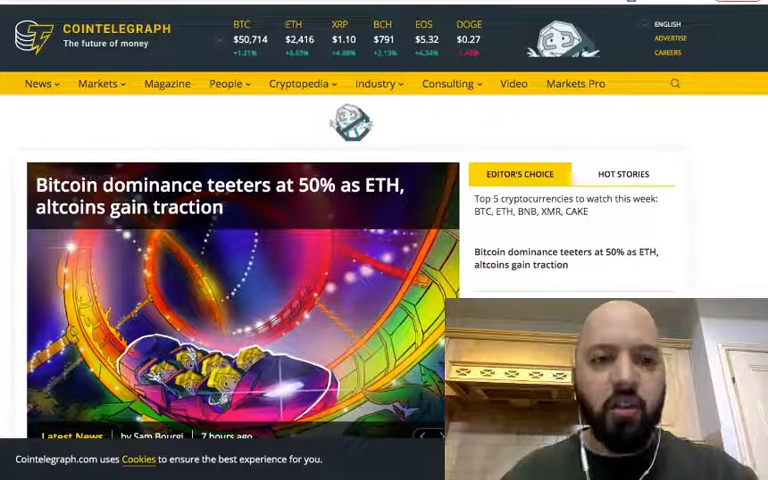 COINTELEGRAPH
The future of money
BTC ETH XRP BCH EOS DOGE
$50,714 $2,416 $1.10 $791 $5.32 $0.27
+1.21% +8.63% +4.88% +2.13% +4.34%
ENGLISH
ADVERTISE
CAREERS
News Markets Magazine People Cryptopedia Industry Consulting Video Markets Pro
Bitcoin dominance teeters at 50% as ETH,
altcoins gain traction
EDITOR'S CHOICE HOT STORIES
Top 5 cryptocurrencies to watch this week:
BTC, ETH, BNB, XMR, CAKE
Bitcoin dominance teeters at 50% as ETH,
altcoins gain traction
Latest News by Sam Bourgi 7 hours ago
Cointelegraph.com uses Cookies to ensure the best experience for you.